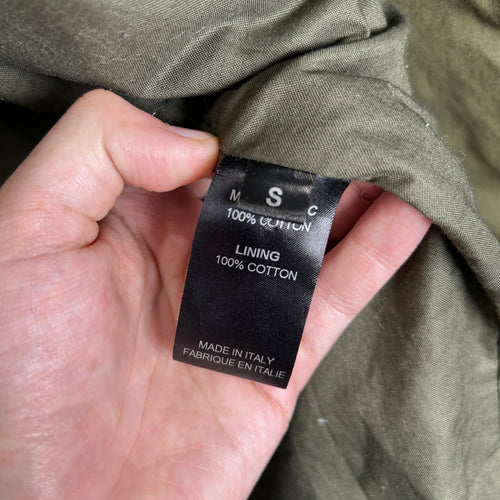 S
M C
100% COTTON
LINING
100% COTTON
MADE IN ITALY
FABRIQUE EN ITALIE